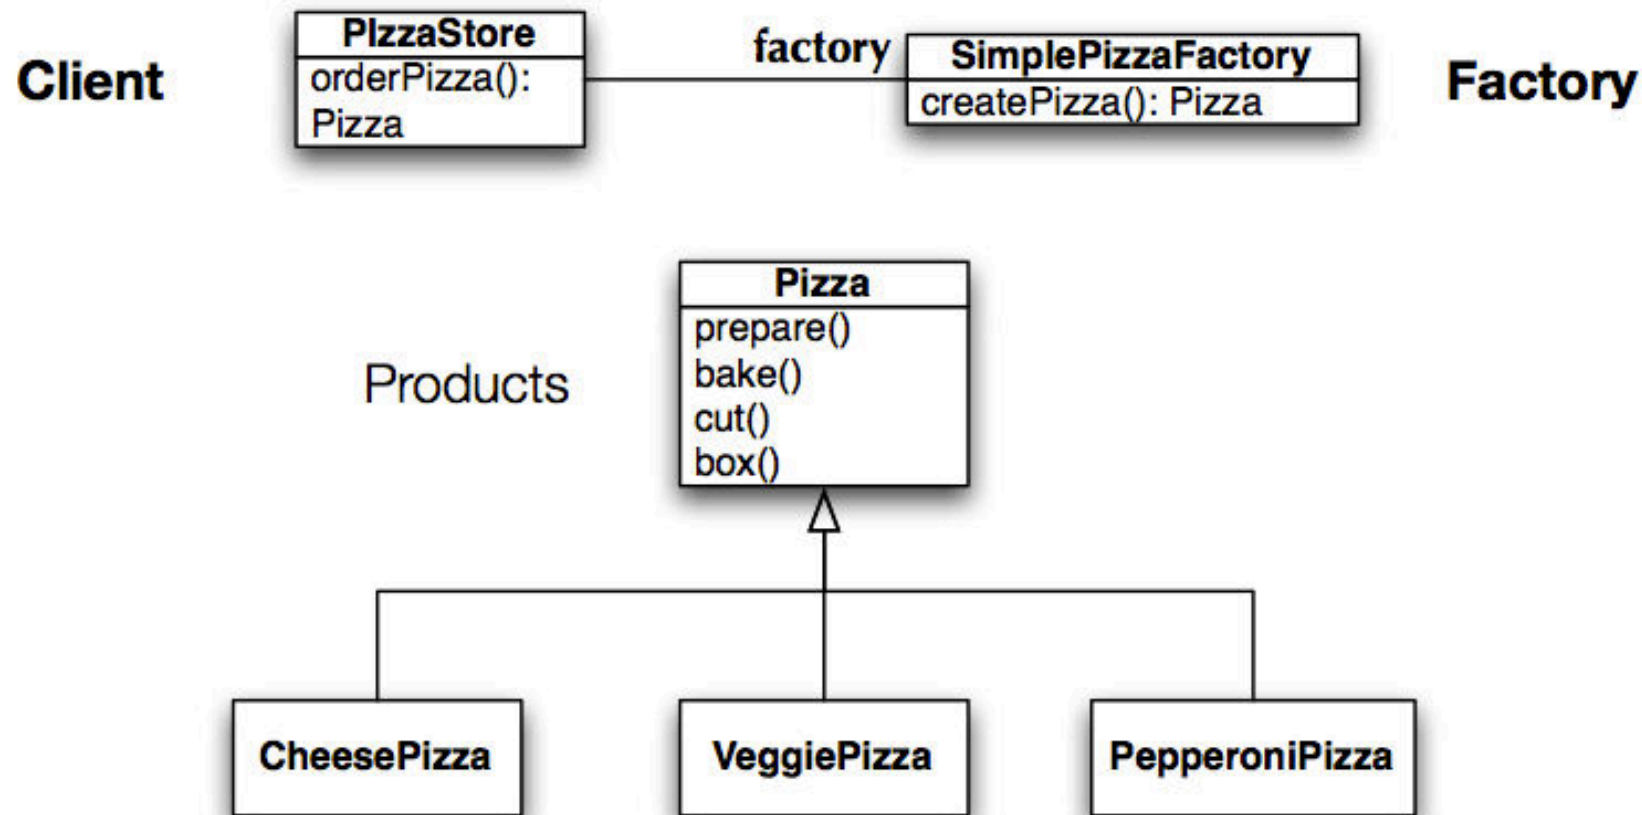 PIzzaStore
Client
orderPizza():
Pizza
factory
SimplePizzaFactory
createPizza(): Pizza
Factory
Pizza
prepare()
bake()
cut()
box()
Products
CheesePizza
VeggiePizza
PepperoniPizza